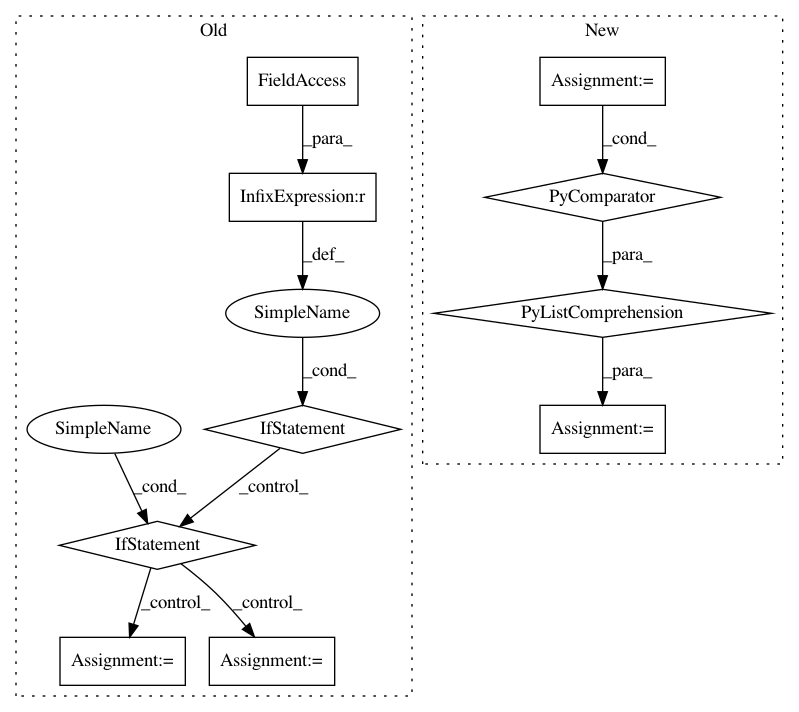 Old
New
FieldAccess
Assignment:=
_para_
_cond_
InfixExpression:r
PyComparator
_def_
_para_
SimpleName
PyListComprehension
_cond_
_para_
SimpleName
IfStatement
Assignment:=
_cond_
_control_
IfStatement
_control_
_control_
Assignment:=
Assignment:=